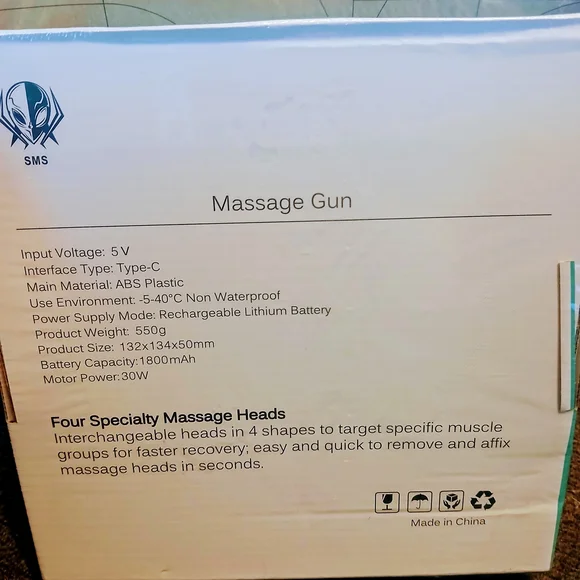 SMS
Massage Gun
Input Voltage: 5V
Interface Type: Type-C
Main Material: ABS Plastic
Use Environment: -5-40°C Non Waterproof
Power Supply Mode: Rechargeable Lithium Battery
Product Weight: 550g
Product Size: 132x134x50mm
Battery Capacity:1800mAh
Motor Power:30W
Four Specialty Massage Heads
Interchangeable heads in 4 shapes to target specific muscle
groups for faster recovery; easy and quick to remove and affix
massage heads in seconds.
Made in China